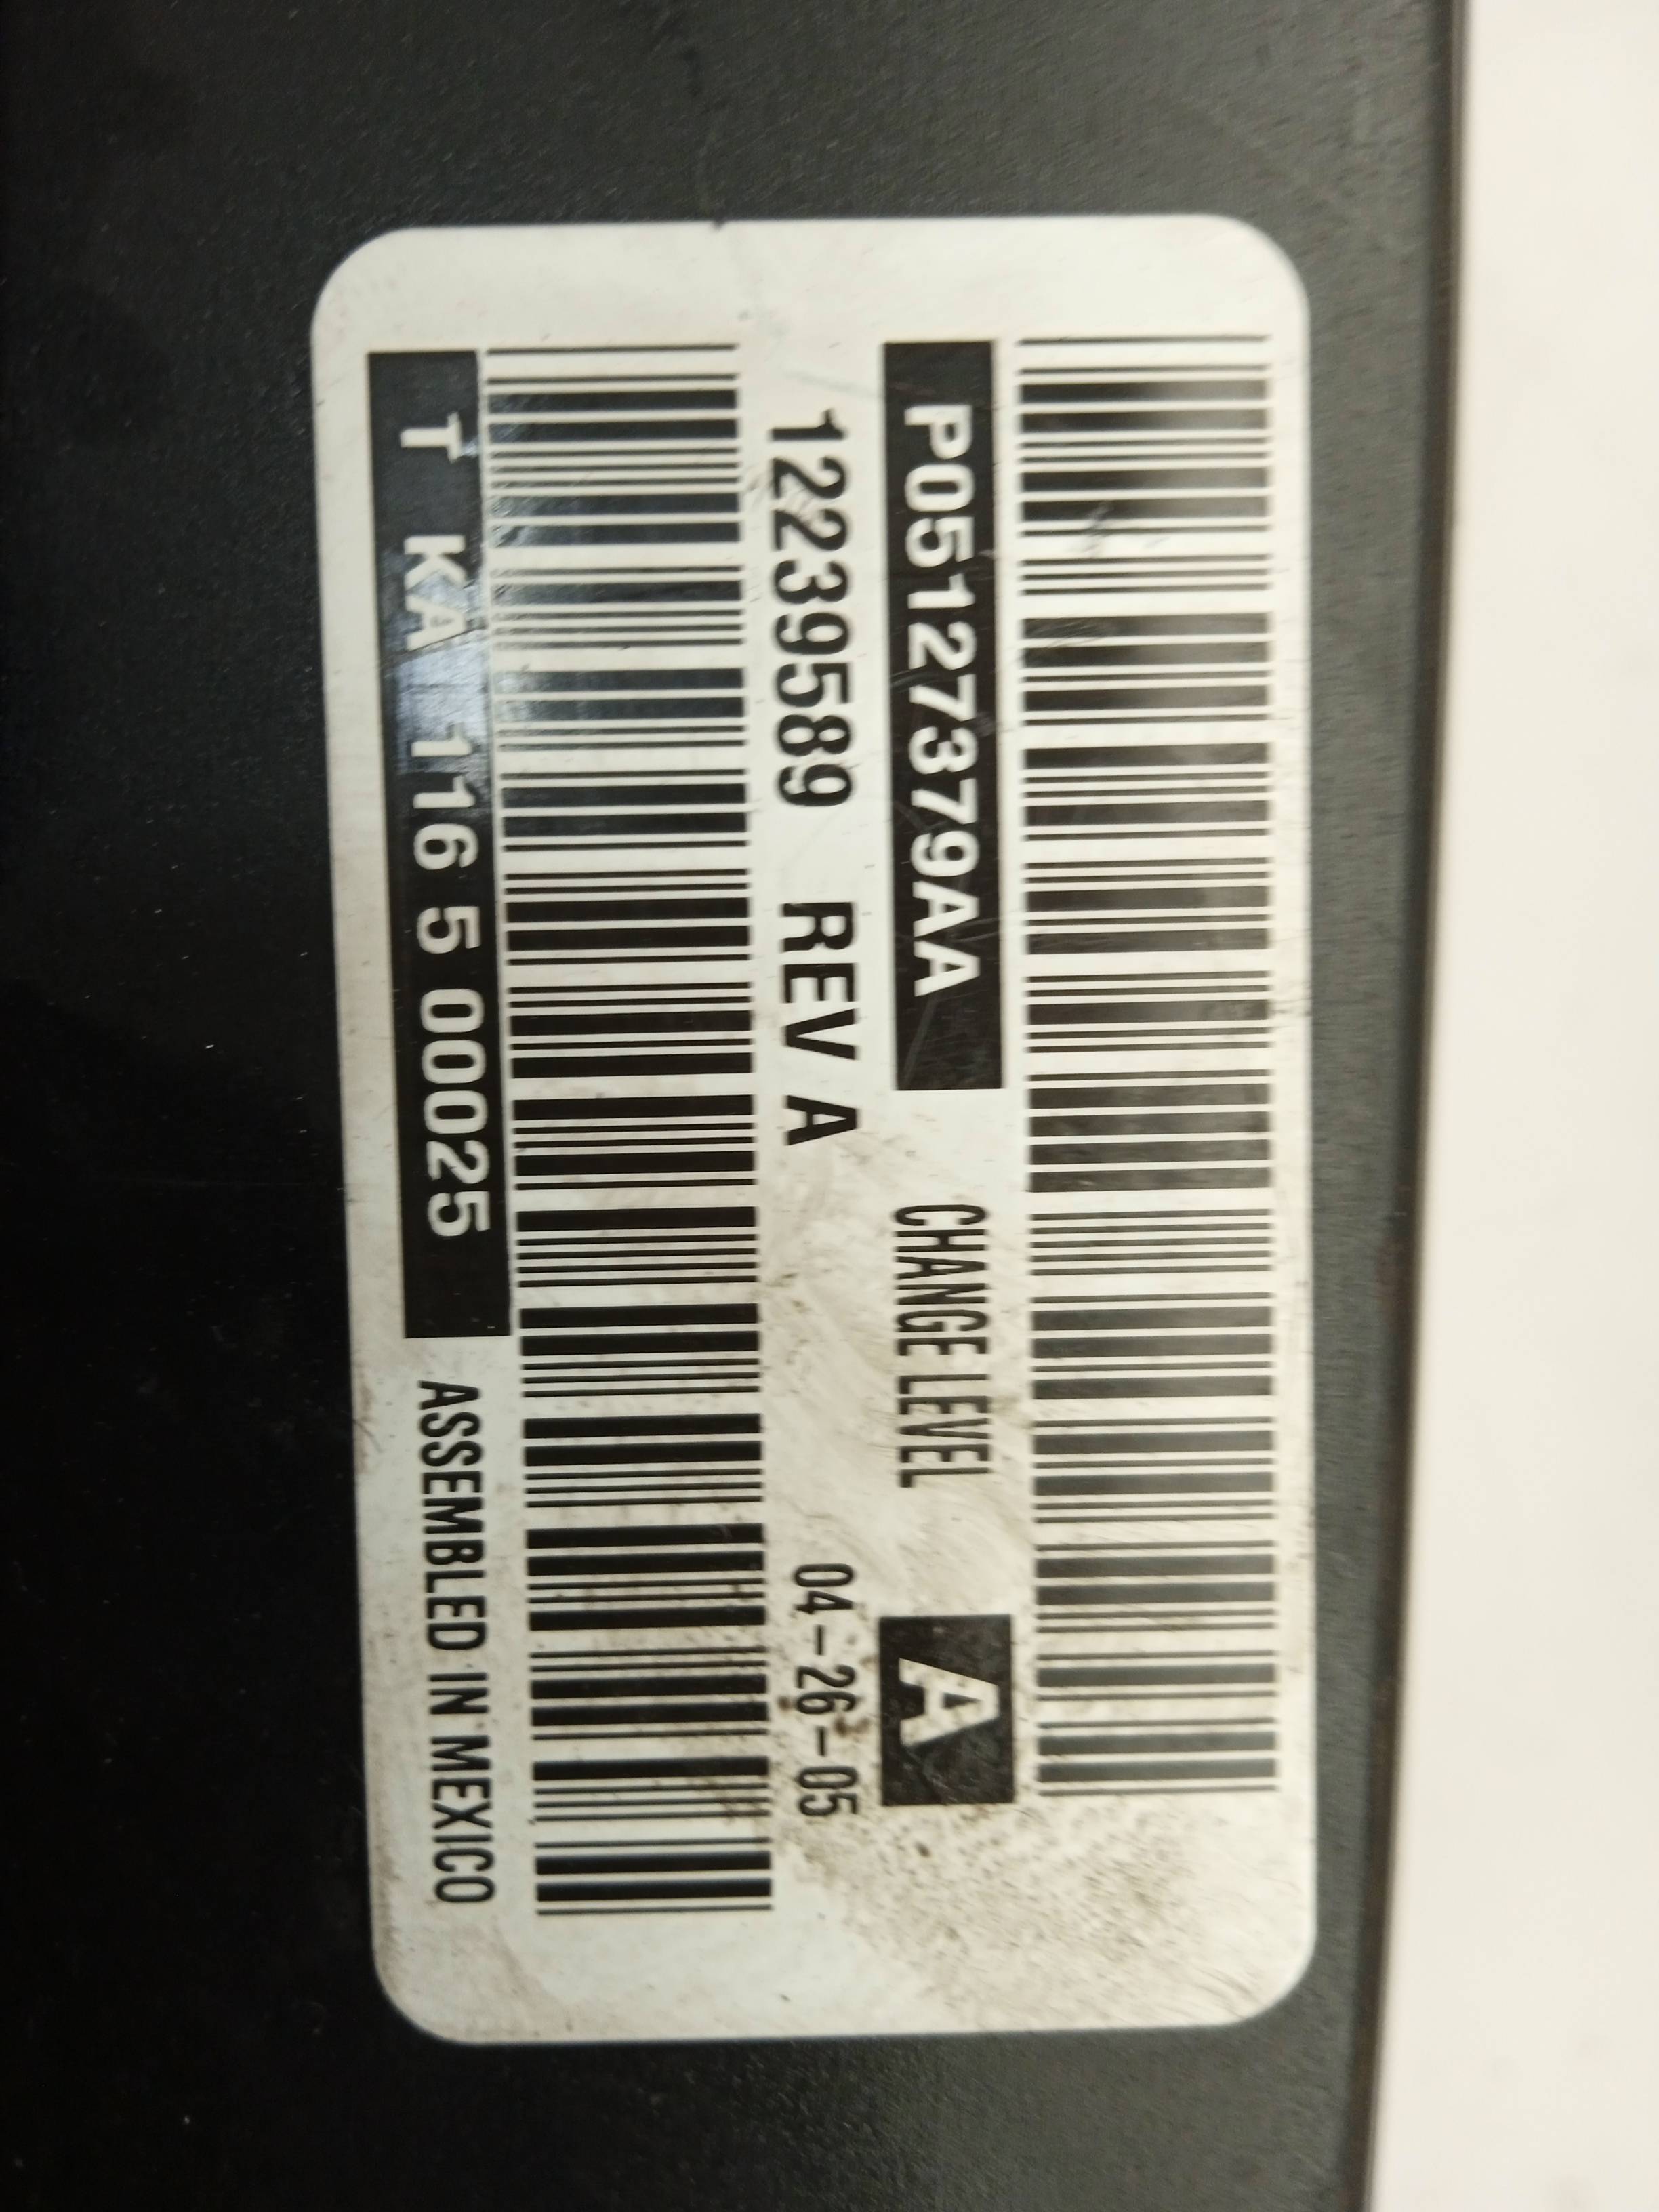 P05127379AA CHANGE LEVEL A
12239589 REV A 04-26-05
T KA 116 5 00025 ASSEMBLED IN MEXICO